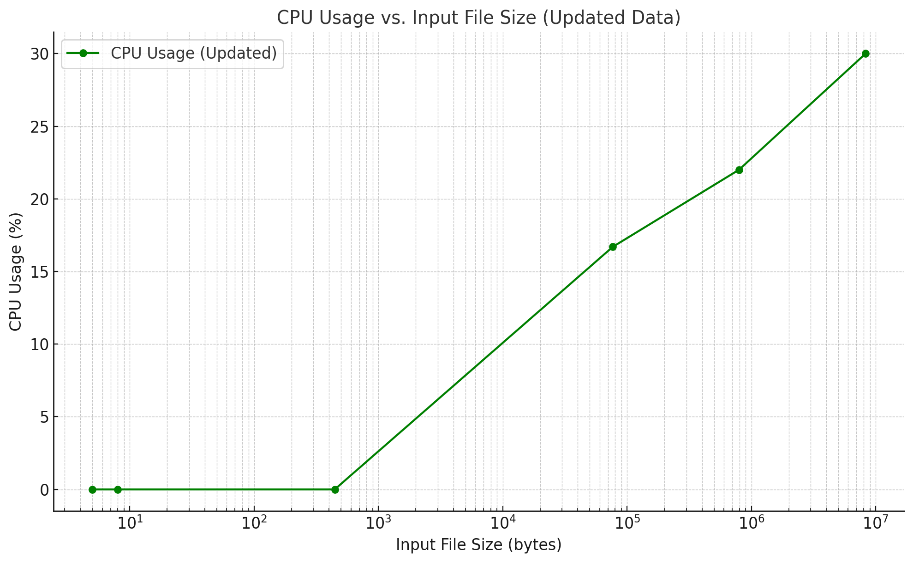 CPU Usage vs. Input File Size (Updated Data)
CPU Usage (Updated)
CPU Usage (%)
30
25
20
15
10
5
0
10¹ 10² 10³ 10⁴ 10⁵ 10⁶ 10⁷
Input File Size (bytes)